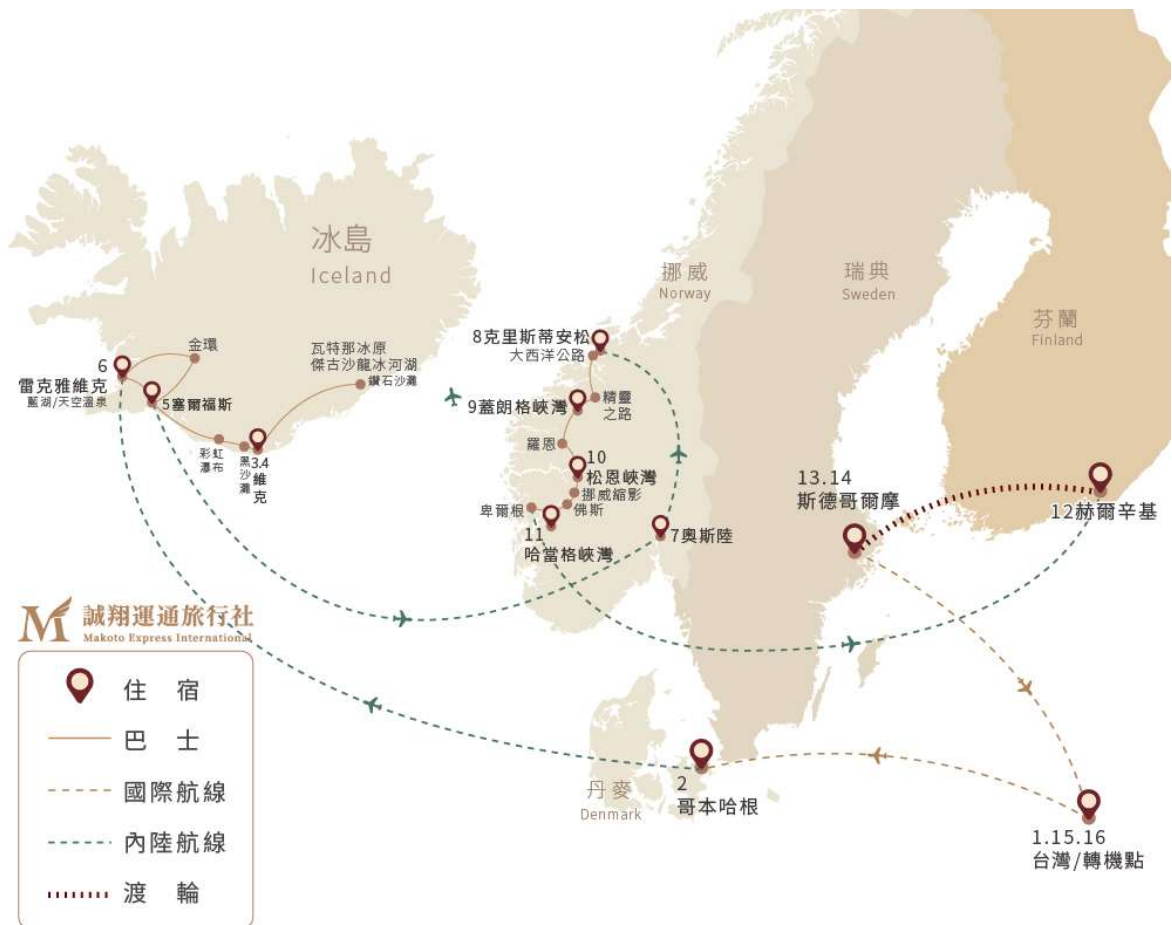 冰島
Iceland
挪威
Norway
瑞典
Sweden
芬蘭
Finland
金環
瓦特那冰原
傑古沙龍冰河湖
鑽石沙灘
6
雷克雅維克
藍湖/天空溫泉
5塞爾福斯
彩虹
瀑布
黑沙灘
3.4
維克
8克里斯蒂安松
大西洋公路
精靈
之路
9蓋朗格峽灣
羅恩
10
松恩峽灣
挪威縮影
佛斯
卑爾根
11
哈當格峽灣
7奧斯陸
13.14
斯德哥爾摩
12赫爾辛基
誠翔運通旅行社
Makoto Express International
住宿
巴士
國際航線
內陸航線
渡輪
丹麥
Denmark
2
哥本哈根
1.15.16
台灣/轉機點